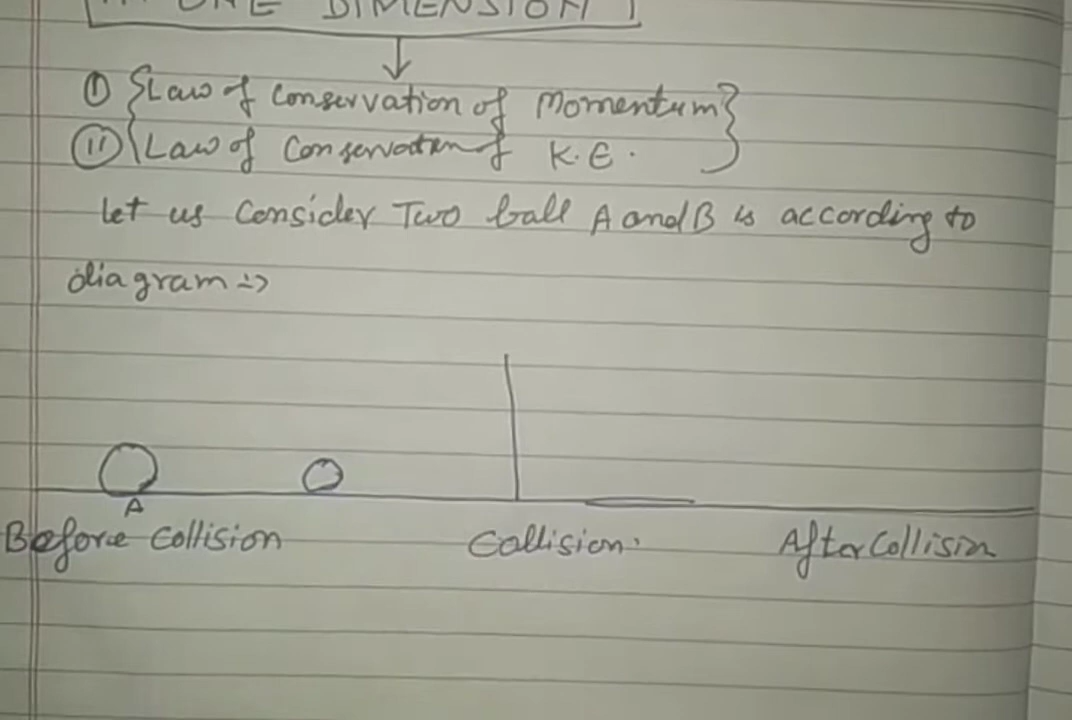 ONE DIMENSION
① Law of Conservation of Momentum
(11) Law of Conservation of K.E.
let us Consider Two ball A and B is according to
diagram :->
A
Before Collision Collision. After Collision